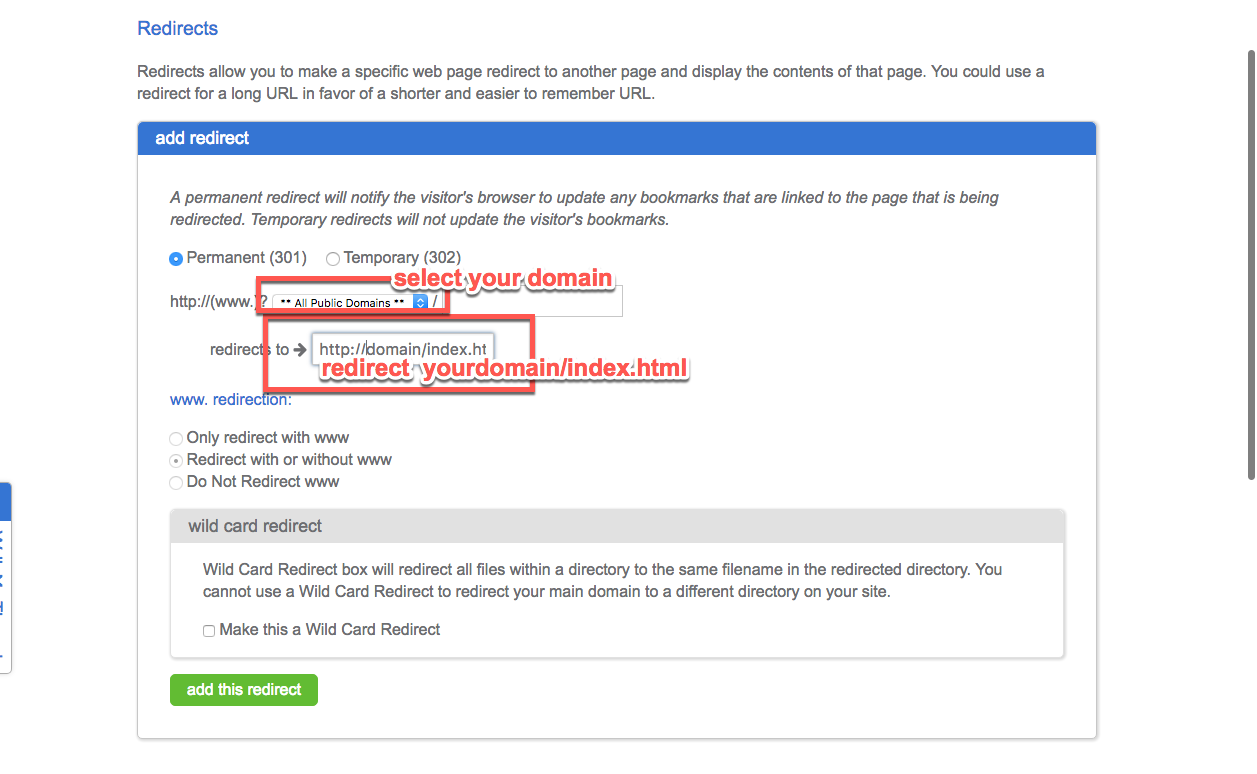 Redirects
Redirects allow you to make a specific web page redirect to another page and display the contents of that page. You could use a
redirect for a long URL in favor of a shorter and easier to remember URL.
add redirect
A permanent redirect will notify the visitor's browser to update any bookmarks that are linked to the page that is being
redirected. Temporary redirects will not update the visitor's bookmarks.
Permanent (301) Temporary (302)
select your domain
http://(www.)? ** All Public Domains ** /
redirects to → http://domain/index.ht
redirect yourdomain/index.html
www. redirection:
Only redirect with www
Redirect with or without www
Do Not Redirect www
wild card redirect
Wild Card Redirect box will redirect all files within a directory to the same filename in the redirected directory. You
cannot use a Wild Card Redirect to redirect your main domain to a different directory on your site.
Make this a Wild Card Redirect
add this redirect